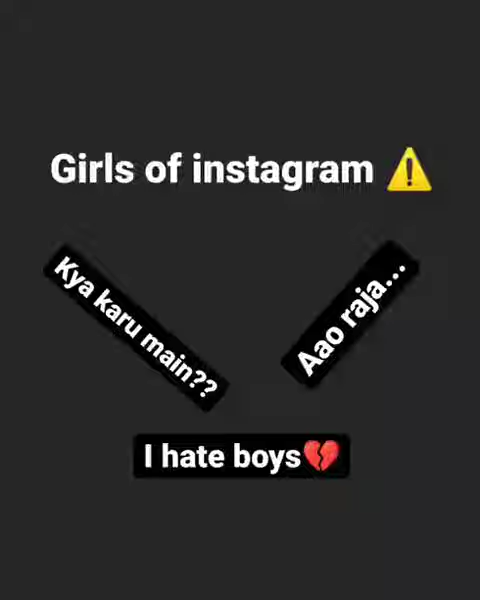 Girls of instagram ⚠️
Kya karu main??
Aao raja...
I hate boys💔